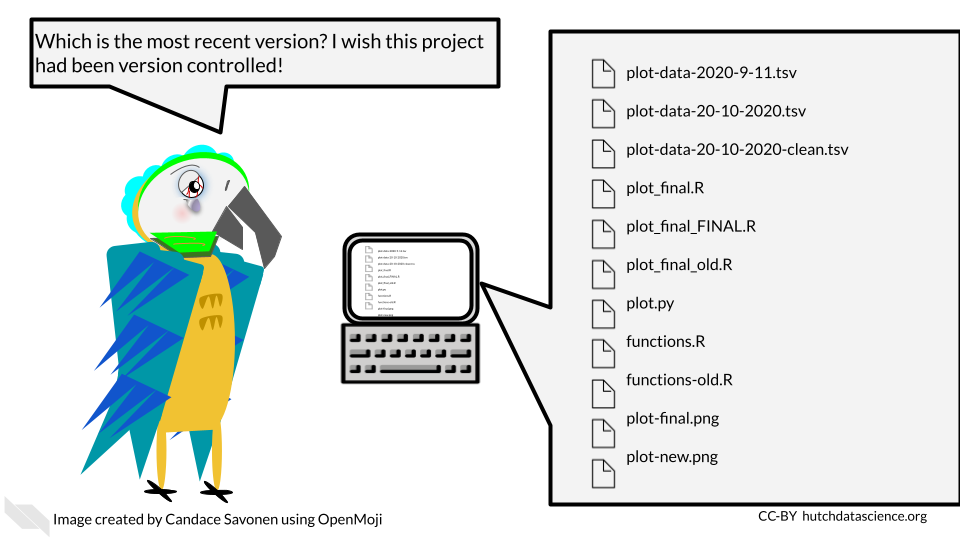 Which is the most recent version? I wish this project
had been version controlled!
plot-data-2020-9-11.tsv
plot-data-20-10-2020.tsv
plot-data-20-10-2020-clean.tsv
plot_final.R
plot_final_FINAL.R
plot_final_old.R
plot.py
functions.R
functions-old.R
plot-final.png
plot-new.png
Image created by Candace Savonen using OpenMoji
CC-BY hutchdatascience.org